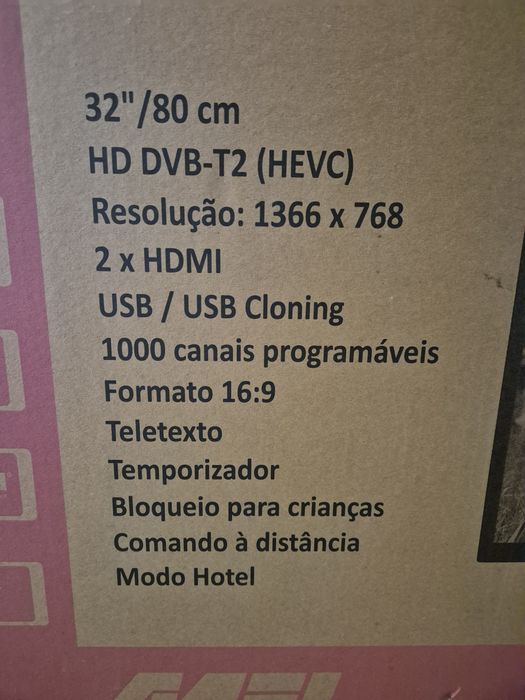 32"/80 cm
HD DVB-T2 (HEVC)
Resolução: 1366 x 768
2 x HDMI
USB / USB Cloning
1000 canais programáveis
Formato 16:9
Teletexto
Temporizador
Bloqueio para crianças
Comando à distância
Modo Hotel